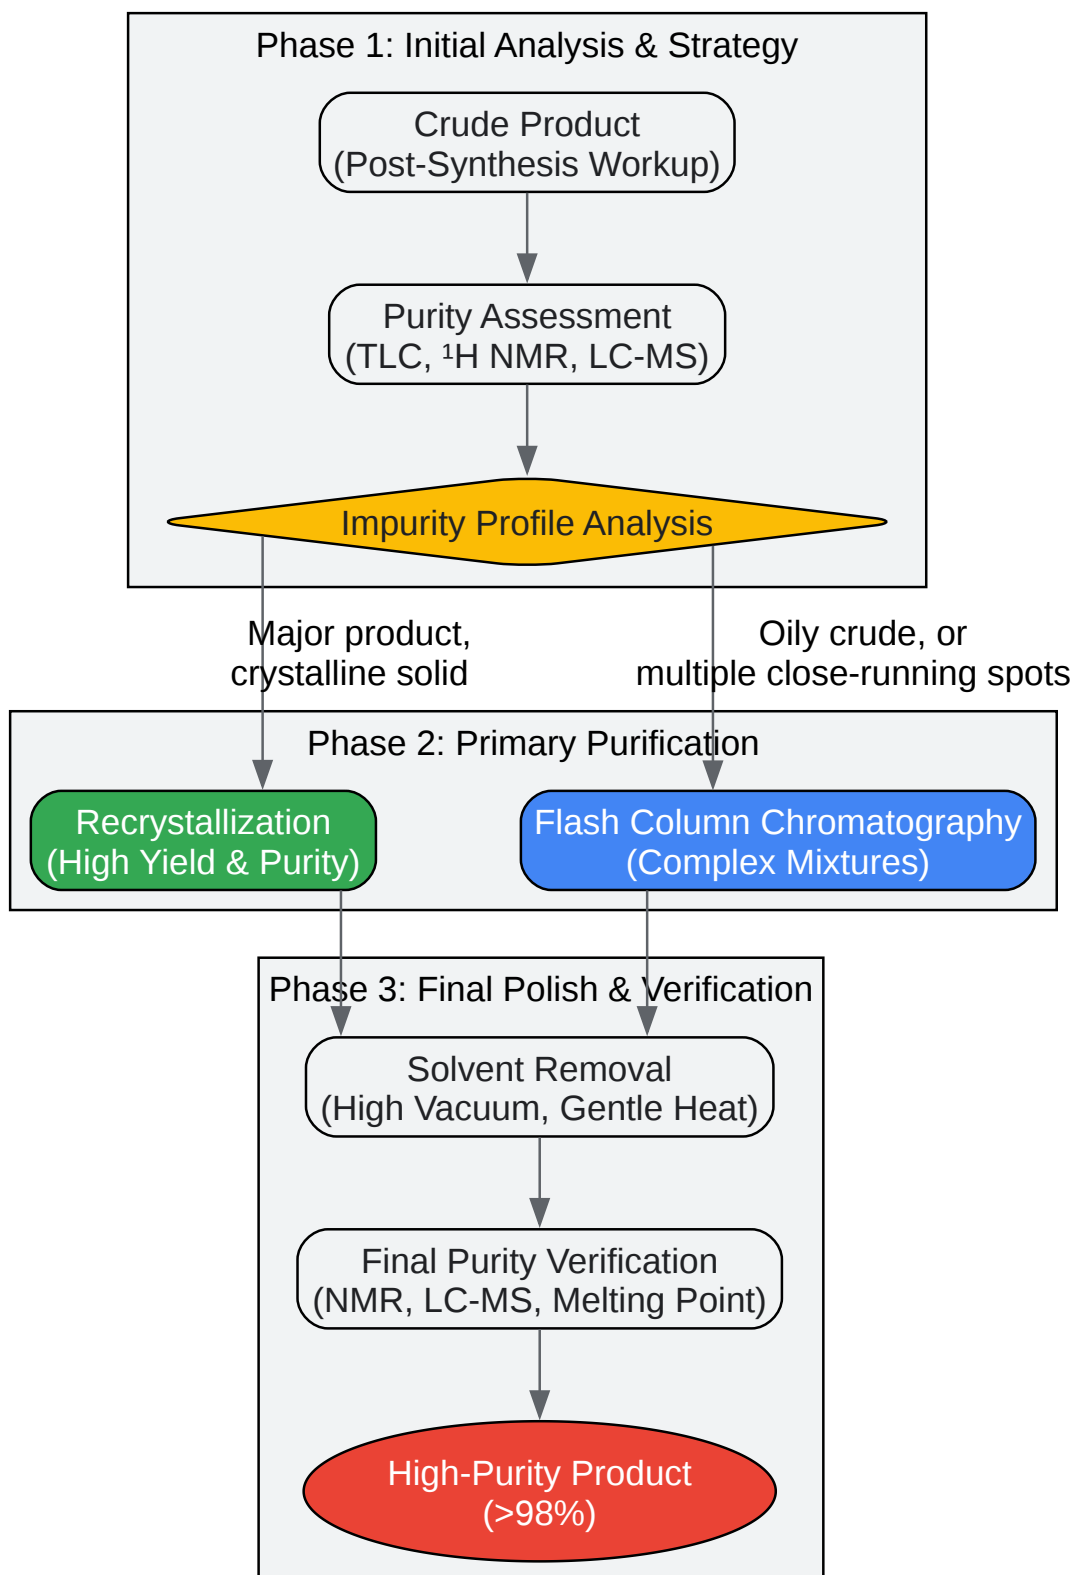 Phase 1: Initial Analysis & Strategy
Crude Product
(Post-Synthesis Workup)
Purity Assessment
(TLC, ¹H NMR, LC-MS)
Impurity Profile Analysis
Major product,
crystalline solid
Oily crude, or
multiple close-running spots
Phase 2: Primary Purification
Recrystallization
(High Yield & Purity)
Flash Column Chromatography
(Complex Mixtures)
Phase 3: Final Polish & Verification
Solvent Removal
(High Vacuum, Gentle Heat)
Final Purity Verification
(NMR, LC-MS, Melting Point)
High-Purity Product
(>98%)